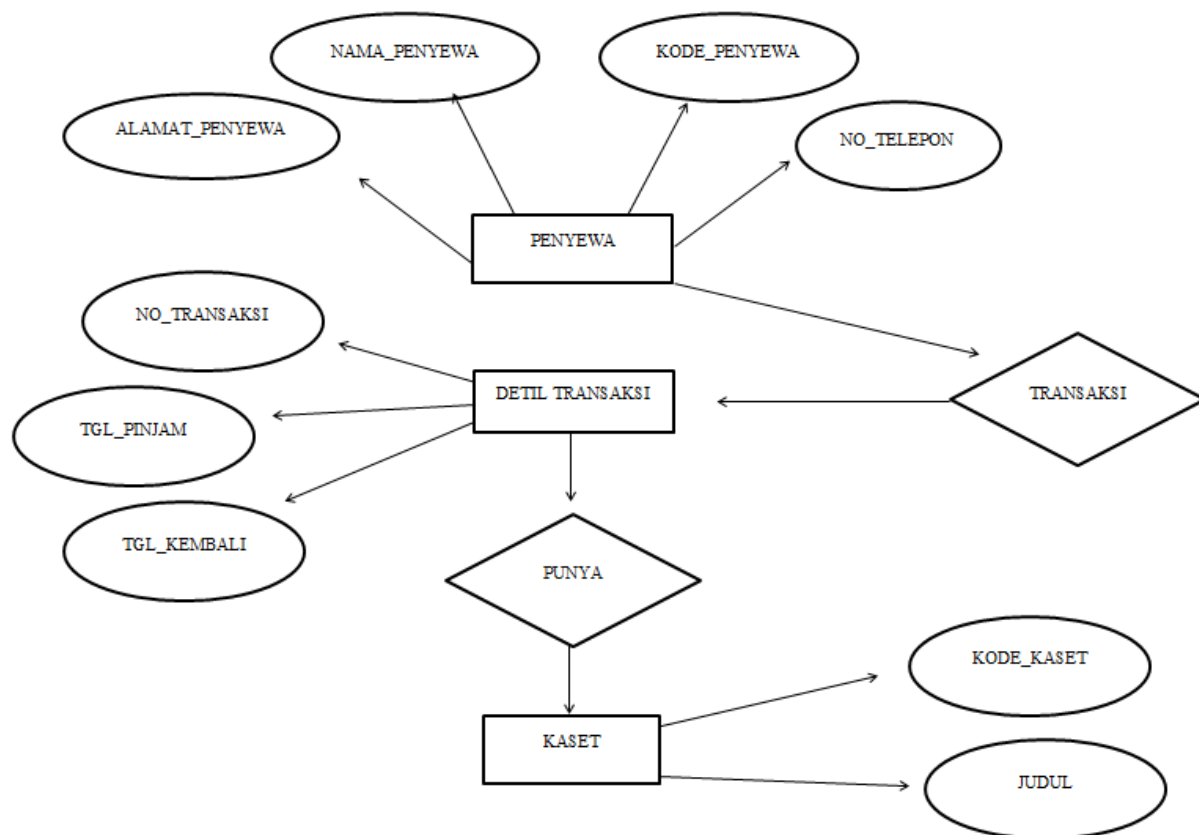 NAMA_PENYEWA
KODE_PENYEWA
ALAMAT_PENYEWA
NO_TELEPON
PENYEWA
NO_TRANSAKSI
DETIL TRANSAKSI
TRANSAKSI
TGL_PINJAM
TGL_KEMBALI
PUNYA
KODE_KASET
KASET
JUDUL